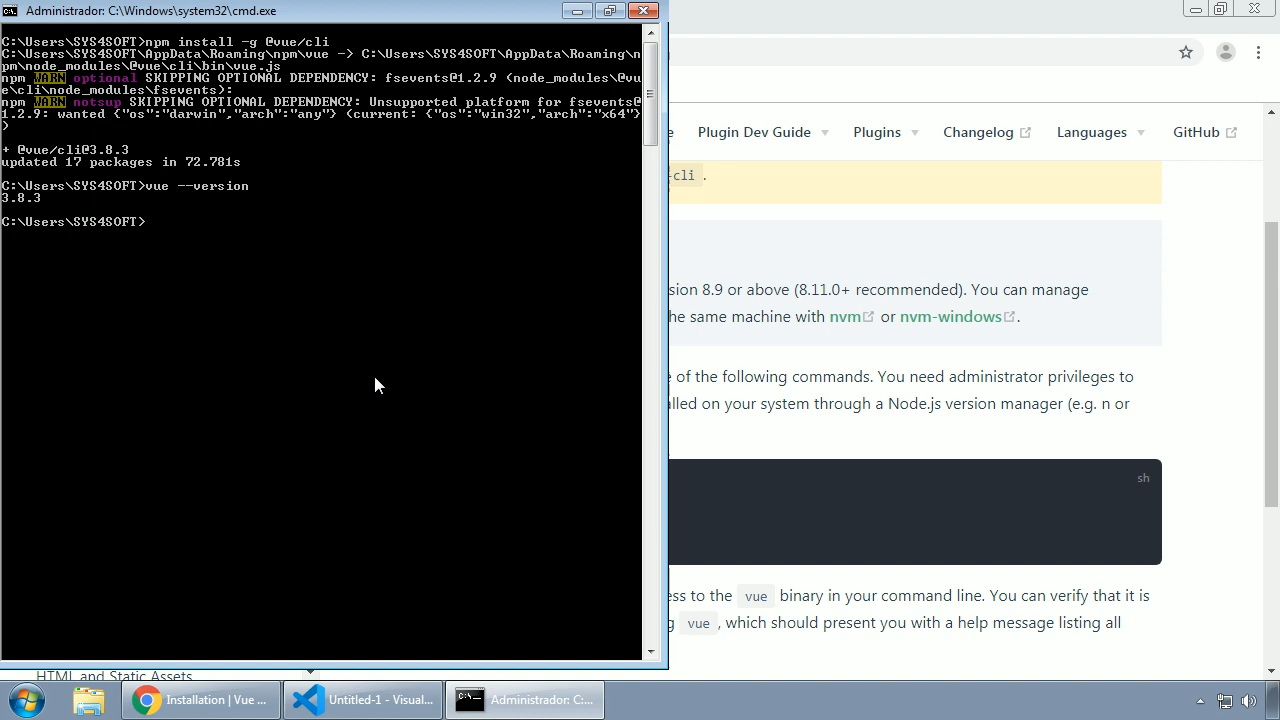 Administrador: C:\Windows\system32\cmd.exe
C:\Users\SYS4SOFT>npm install -g @vue/cli
C:\Users\SYS4SOFT\AppData\Roaming\npm\vue -> C:\Users\SYS4SOFT\AppData\Roaming\n
pm\node_modules\@vue\cli\bin\vue.js
npm WARN optional SKIPPING OPTIONAL DEPENDENCY: fsevents@1.2.9 (node_modules\@vu
e\cli\node_modules\fsevents):
npm WARN notsup SKIPPING OPTIONAL DEPENDENCY: Unsupported platform for fsevents@
1.2.9: wanted {"os":"darwin","arch":"any"} (current: {"os":"win32","arch":"x64"}
)
+ @vue/cli@3.8.3
updated 17 packages in 72.781s
C:\Users\SYS4SOFT>vue --version
3.8.3
C:\Users\SYS4SOFT>
Plugin Dev Guide Plugins Changelog Languages GitHub
-cli .
sion 8.9 or above (8.11.0+ recommended). You can manage
he same machine with nvm or nvm-windows.
e of the following commands. You need administrator privileges to
alled on your system through a Node.js version manager (e.g. n or
sh
ess to the vue binary in your command line. You can verify that it is
g vue , which should present you with a help message listing all
HTML and Static Assets
Installation | Vue ... Untitled-1 - Visual... Administrador: C:...